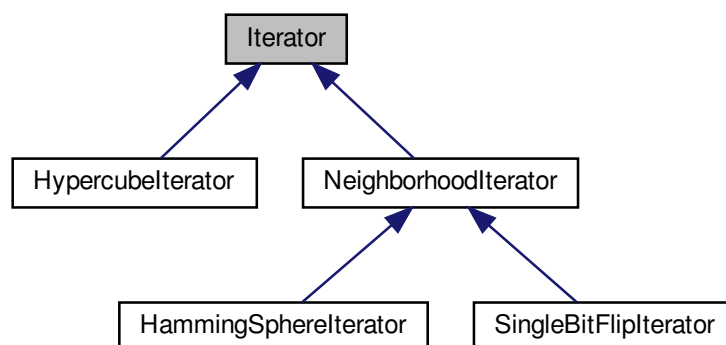 Iterator
HypercubeIterator
NeighborhoodIterator
HammingSphereIterator
SingleBitFlipIterator